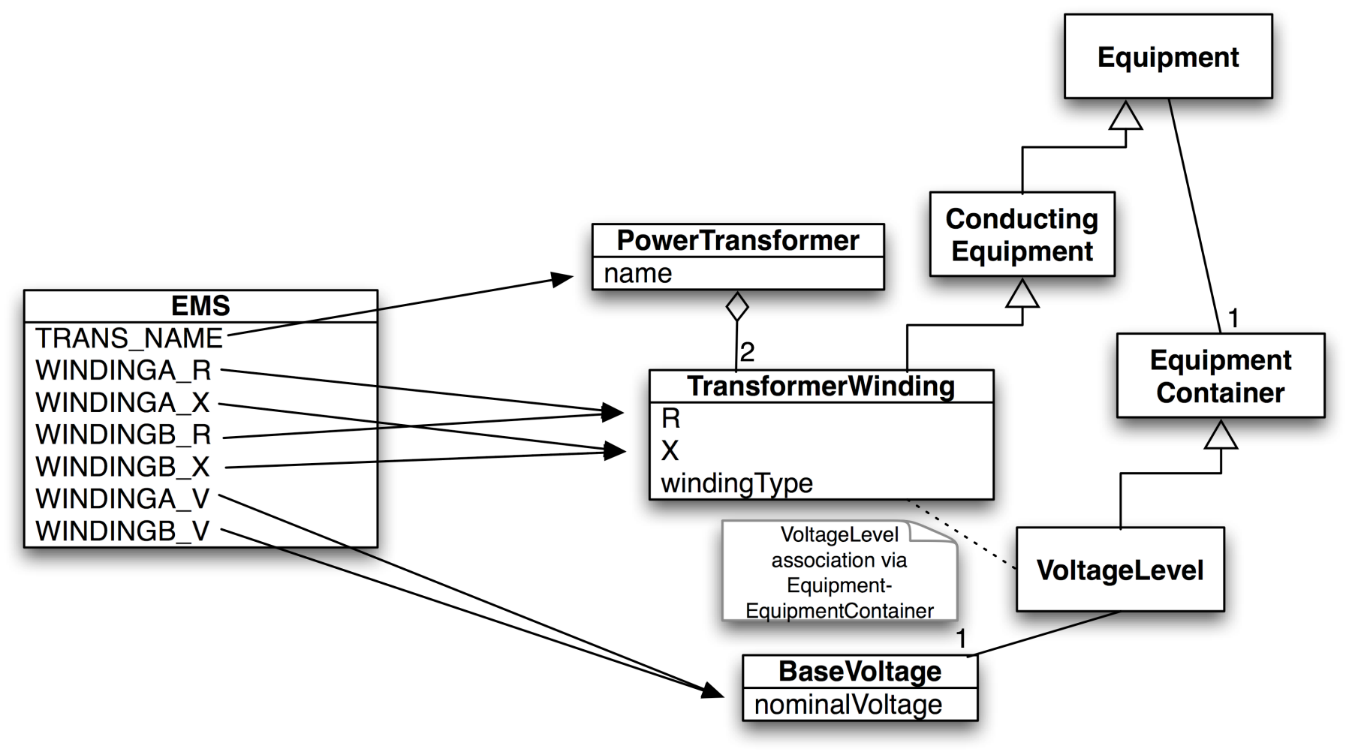 Equipment
Conducting
Equipment
PowerTransformer
name
EMS
TRANS_NAME
WINDINGA_R
WINDINGA_X
WINDINGB_R
WINDINGB_X
WINDINGA_V
WINDINGB_V
2
TransformerWinding
R
X
windingType
1
Equipment
Container
VoltageLevel
association via
Equipment-
EquipmentContainer
VoltageLevel
1
BaseVoltage
nominalVoltage